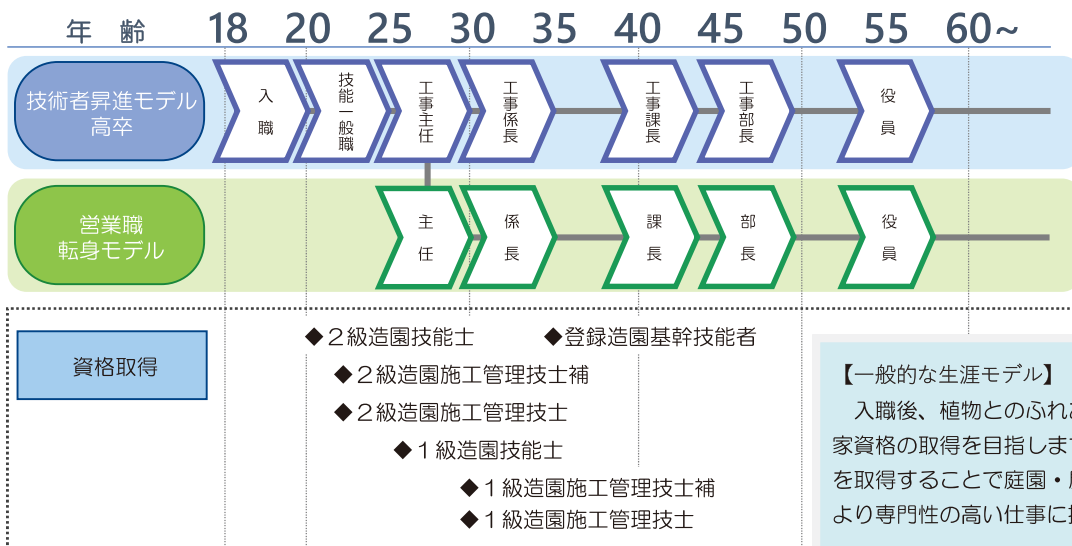 年 齢 18 20 25 30 35 40 45 50 55 60~
技術者昇進モデル
高卒
入職
技能一般職
工事主任
工事係長
工事課長
工事部長
役員
営業職
転身モデル
主任
係長
課長
部長
役員
資格取得
◆2級造園技能士
◆登録造園基幹技能者
◆2級造園施工管理技士補
◆2級造園施工管理技士
◆1級造園技能士
◆1級造園施工管理技士補
◆1級造園施工管理技士
【一般的な生涯モデル】
入職後、植物とのふれ
家資格の取得を目指しま
を取得することで庭園・
より専門性の高い仕事に